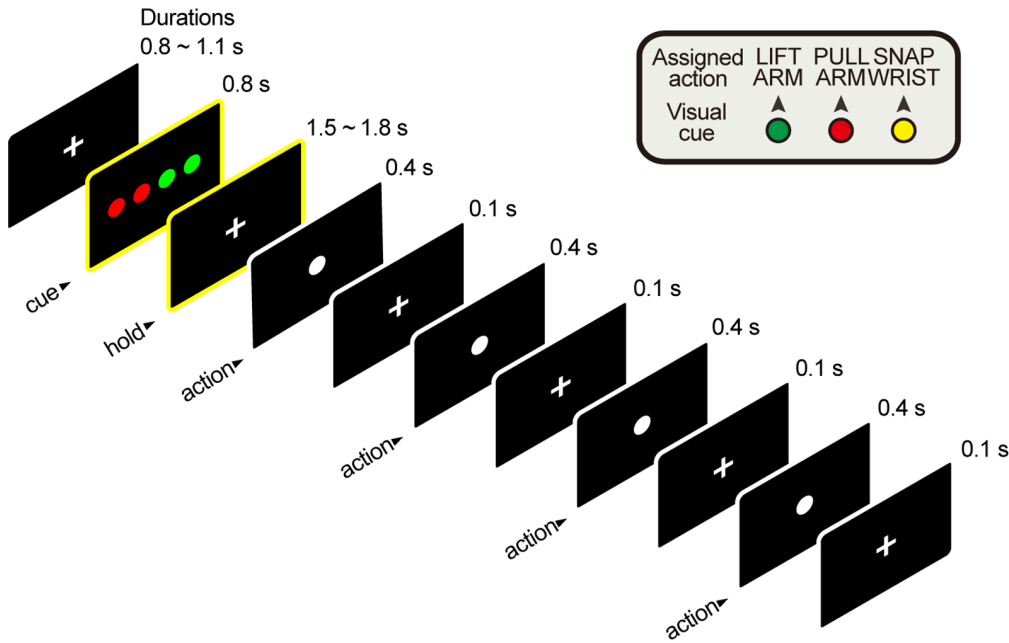 Durations
0.8 ~ 1.1 s
0.8 s
1.5 ~ 1.8 s
0.4 s
0.1 s
0.4 s
0.1 s
0.4 s
0.1 s
0.4 s
0.1 s
cue
hold
action
action
action
action
Assigned action
LIFT ARM
PULL ARM
SNAP WRIST
Visual cue